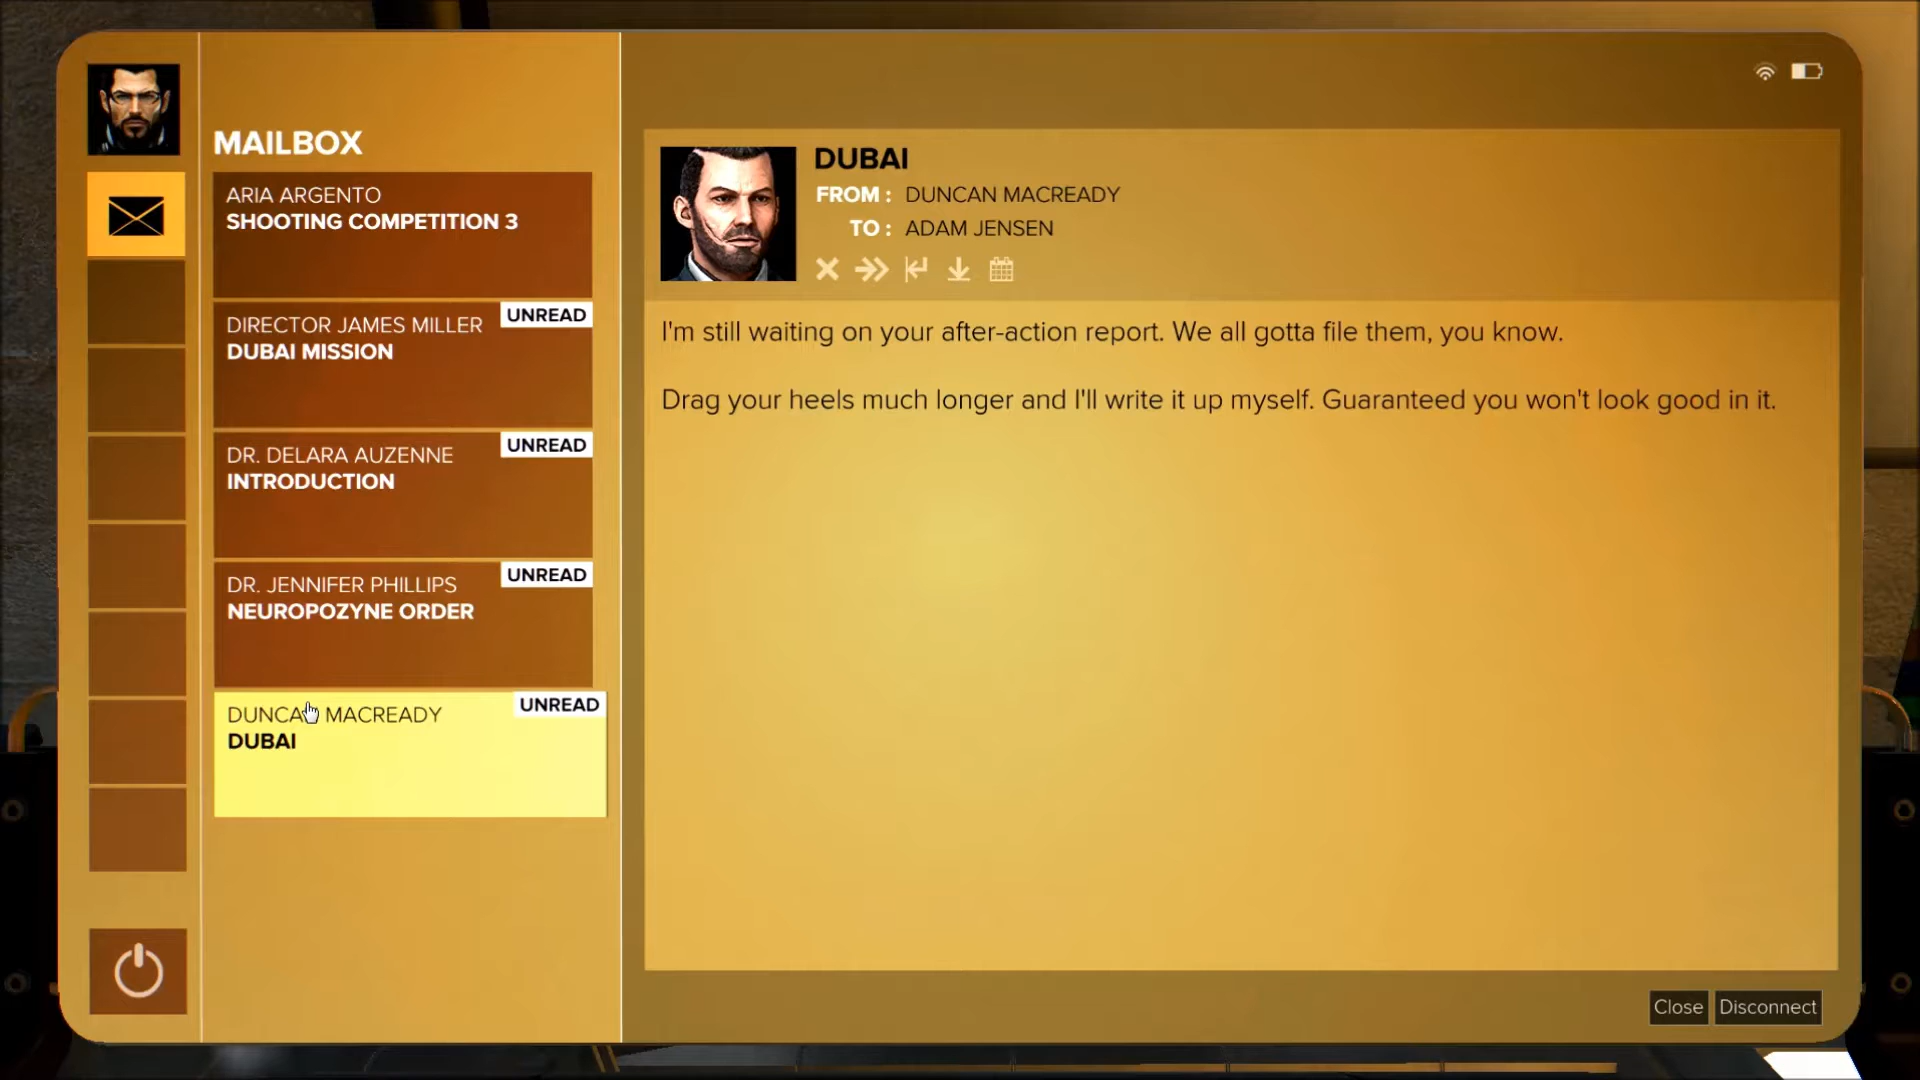 MAILBOX
ARIA ARGENTO
SHOOTING COMPETITION 3
UNREAD
DIRECTOR JAMES MILLER
DUBAI MISSION
UNREAD
DR. DELARA AUZENNE
INTRODUCTION
UNREAD
DR. JENNIFER PHILLIPS
NEUROPOZYNE ORDER
UNREAD
DUNCAN MACREADY
DUBAI
DUBAI
FROM : DUNCAN MACREADY
TO : ADAM JENSEN
I'm still waiting on your after-action report. We all gotta file them, you know.
Drag your heels much longer and I'll write it up myself. Guaranteed you won't look good in it.
Close Disconnect